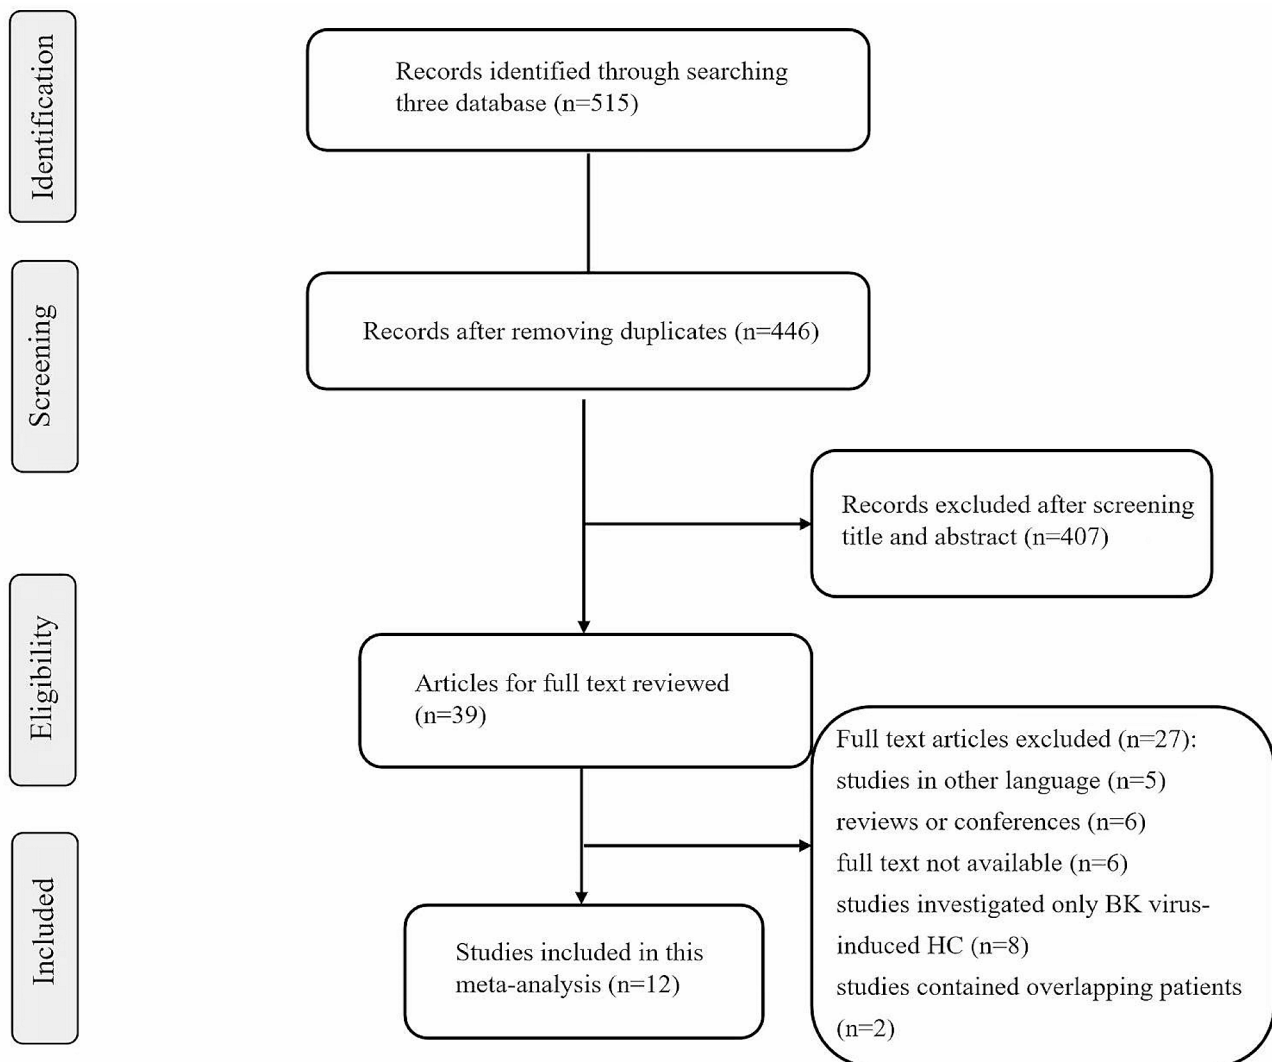 Identification
Records identified through searching
three database (n=515)
Screening
Records after removing duplicates (n=446)
Records excluded after screening
title and abstract (n=407)
Eligibility
Articles for full text reviewed
(n=39)
Full text articles excluded (n=27):
studies in other language (n=5)
reviews or conferences (n=6)
full text not available (n=6)
studies investigated only BK virus-
induced HC (n=8)
studies contained overlapping patients
(n=2)
Included
Studies included in this
meta-analysis (n=12)